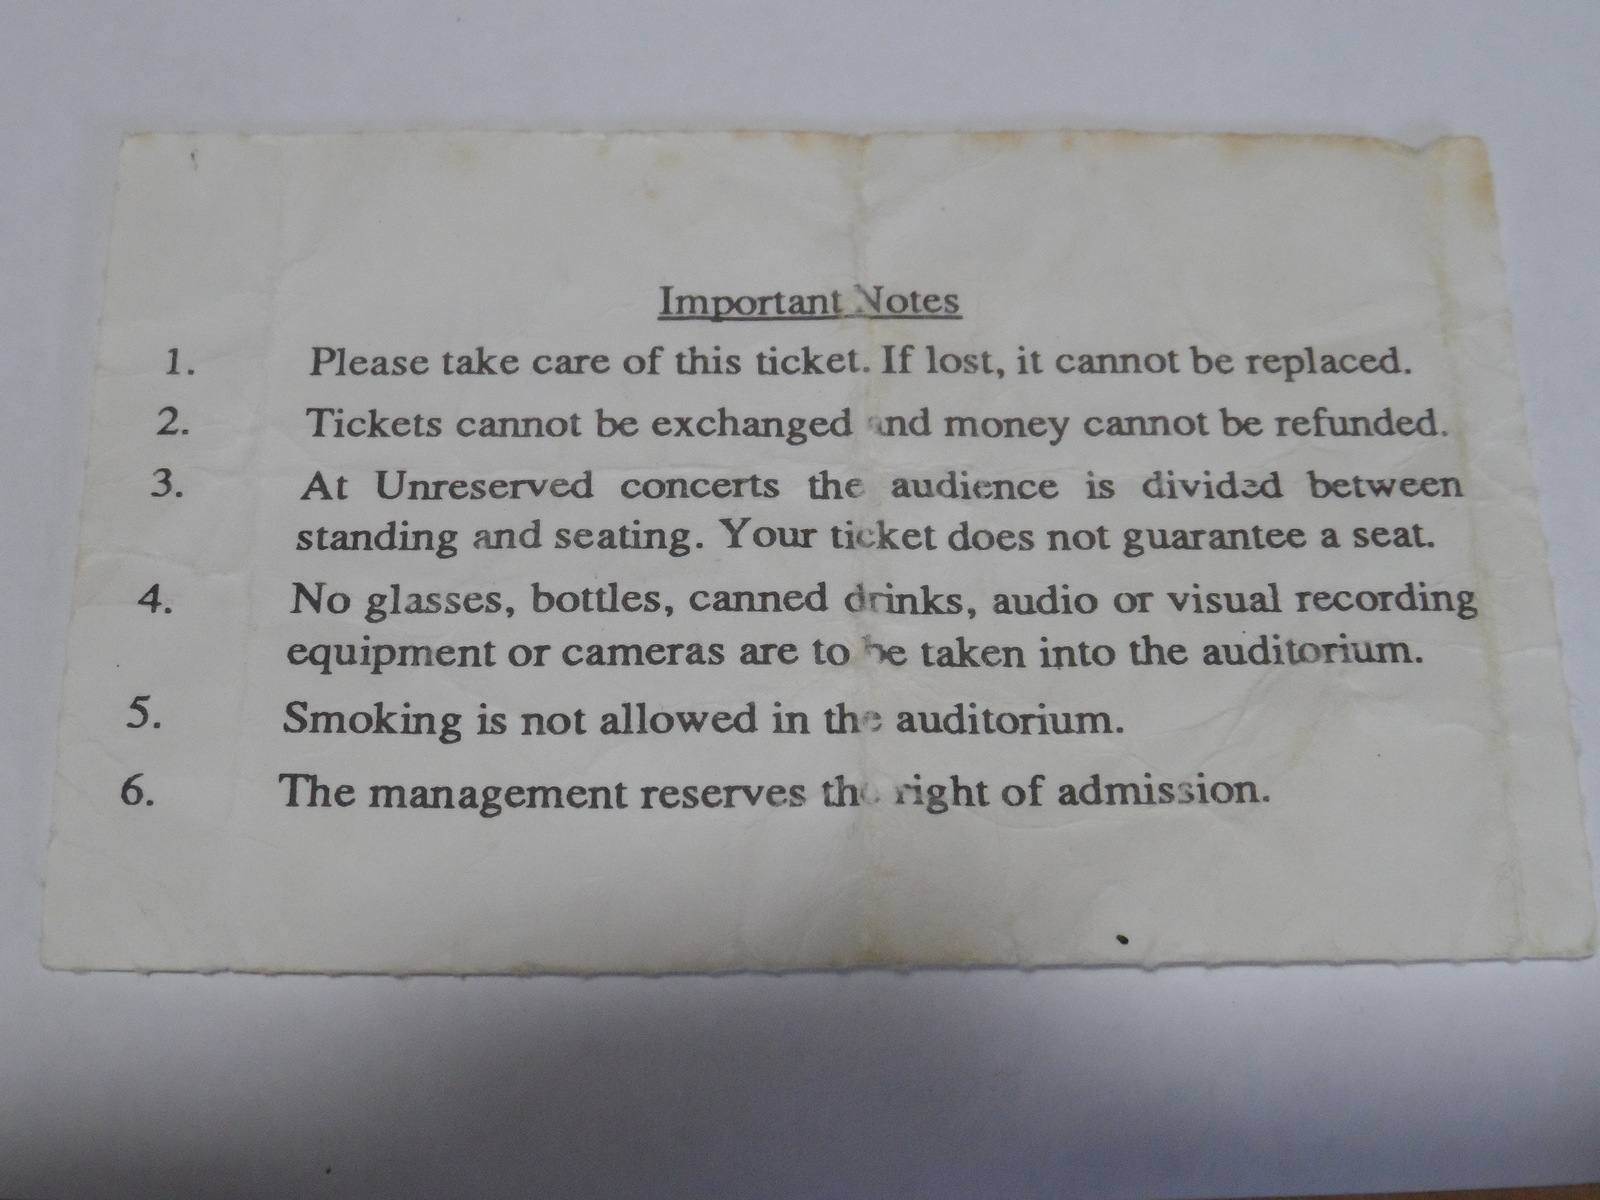 Important Notes
1. Please take care of this ticket. If lost, it cannot be replaced.
2. Tickets cannot be exchanged and money cannot be refunded.
3. At Unreserved concerts the audience is divided between
standing and seating. Your ticket does not guarantee a seat.
4. No glasses, bottles, canned drinks, audio or visual recording
equipment or cameras are to be taken into the auditorium.
5. Smoking is not allowed in the auditorium.
6. The management reserves the right of admission.